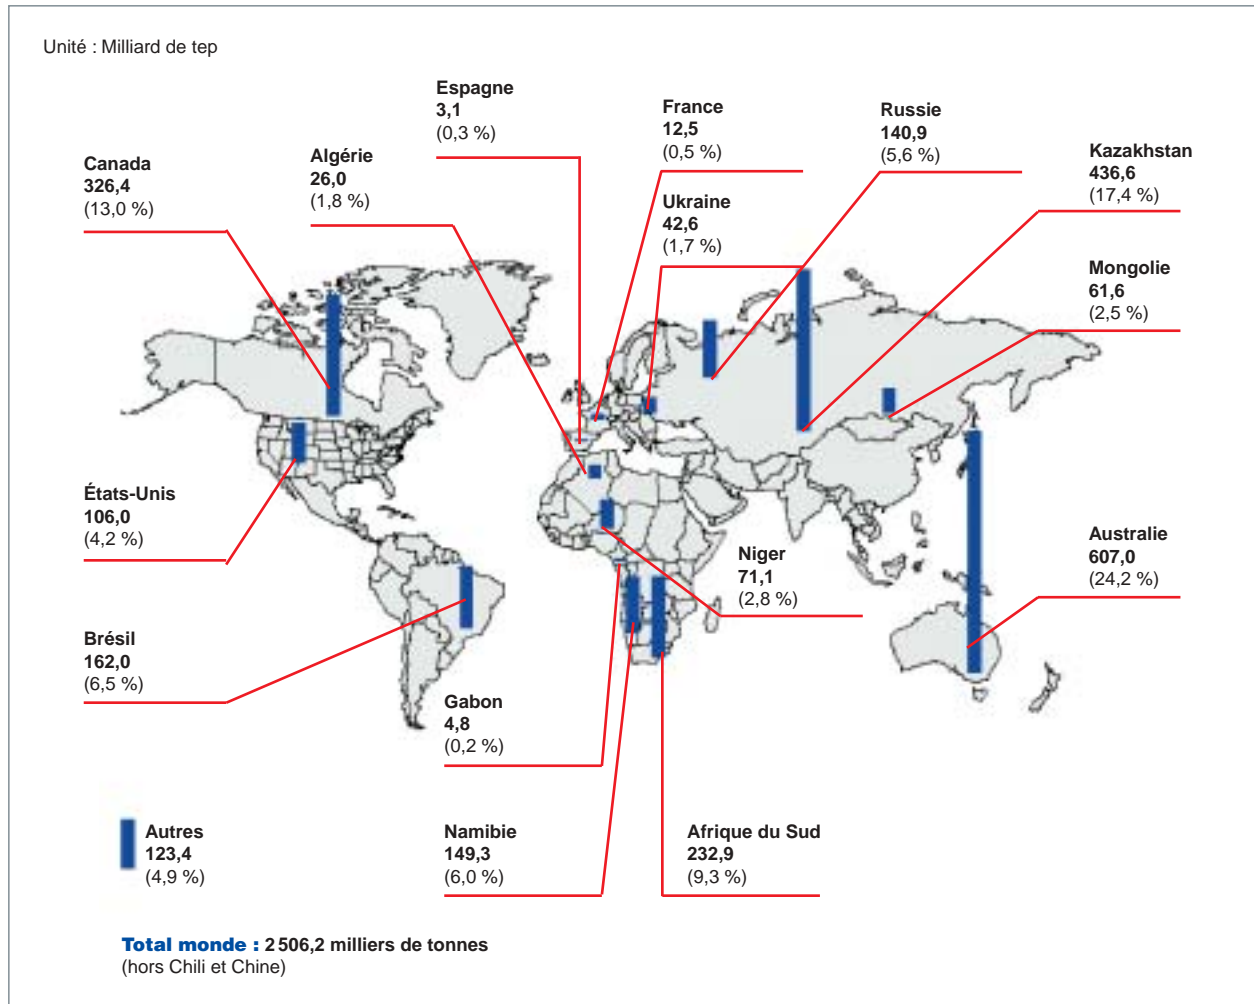 Unité : Milliard de tep
Espagne
3,1
(0,3 %)
France
12,5
(0,5 %)
Russie
140,9
(5,6 %)
Canada
326,4
(13,0 %)
Algérie
26,0
(1,8 %)
Ukraine
42,6
(1,7 %)
Kazakhstan
436,6
(17,4 %)
Mongolie
61,6
(2,5 %)
États-Unis
106,0
(4,2 %)
Niger
71,1
(2,8 %)
Australie
607,0
(24,2 %)
Brésil
162,0
(6,5 %)
Gabon
4,8
(0,2 %)
Autres
123,4
(4,9 %)
Namibie
149,3
(6,0 %)
Afrique du Sud
232,9
(9,3 %)
Total monde : 2 506,2 milliers de tonnes
(hors Chili et Chine)